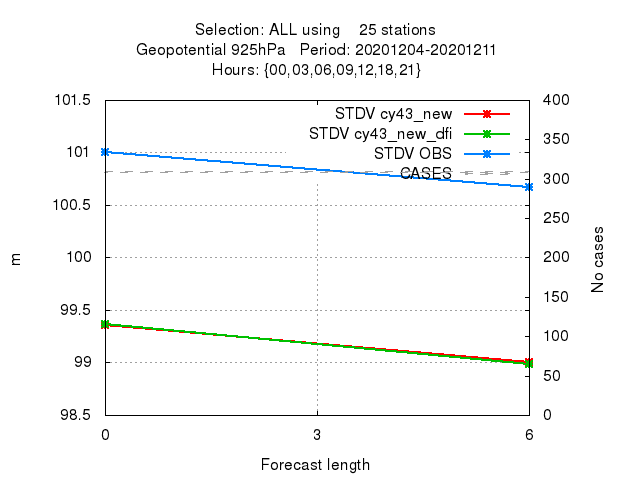 Selection: ALL using 25 stations
Geopotential 925hPa Period: 20201204-20201211
Hours: {00,03,06,09,12,18,21}
101.5 400
STDV cy43_new
STDV cy43_new_dfi
350
101 STDV OBS
CASES
300
100.5 250
100 200
m No cases
150
99.5
100
99
50
98.5 0
0 3 6
Forecast length